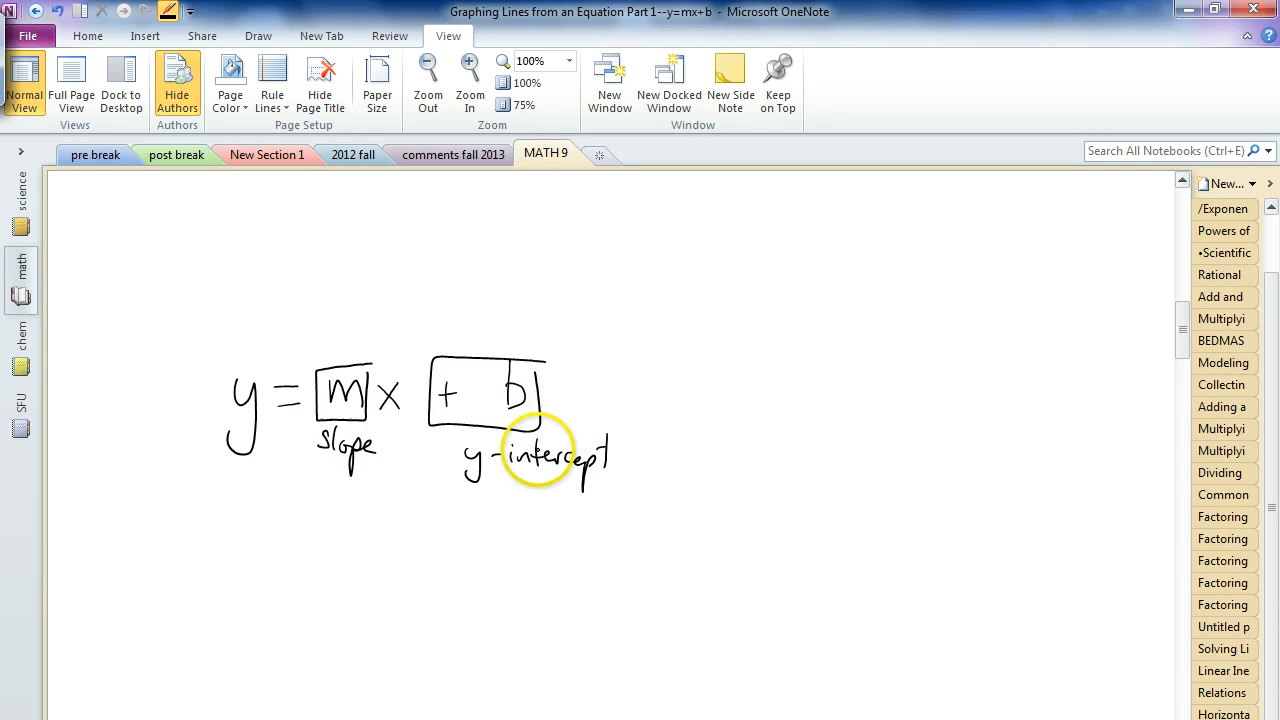 Graphing Lines from an Equation Part 1--y=mx+b - Microsoft OneNote
File Home Insert Share Draw New Tab Review View
Normal View Full Page View Dock to Desktop Hide Authors Page Color Rule Lines Hide Page Title Paper Size Zoom Out Zoom In 100% 100% 75% New Window New Docked Window New Side Note Keep on Top
Views Authors Page Setup Zoom Window
pre break post break New Section 1 2012 fall comments fall 2013 MATH 9 Search All Notebooks (Ctrl+E)
science
math
chem
SFU
y = m x + b
slope
y-intercept
New...
/Exponen
Powers of
•Scientific
Rational
Add and
Multiplyi
BEDMAS
Modeling
Collectin
Adding a
Multiplyi
Multiplyi
Dividing
Common
Factoring
Factoring
Factoring
Factoring
Factoring
Untitled p
Solving Li
Linear Ine
Relations
Horizonta